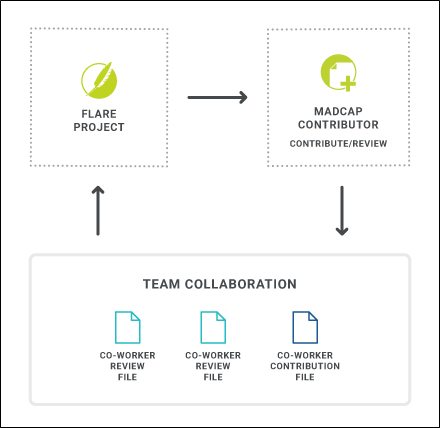 FLARE
PROJECT
MADCAP
CONTRIBUTOR
CONTRIBUTE/REVIEW
TEAM COLLABORATION
CO-WORKER
REVIEW
FILE
CO-WORKER
REVIEW
FILE
CO-WORKER
CONTRIBUTION
FILE